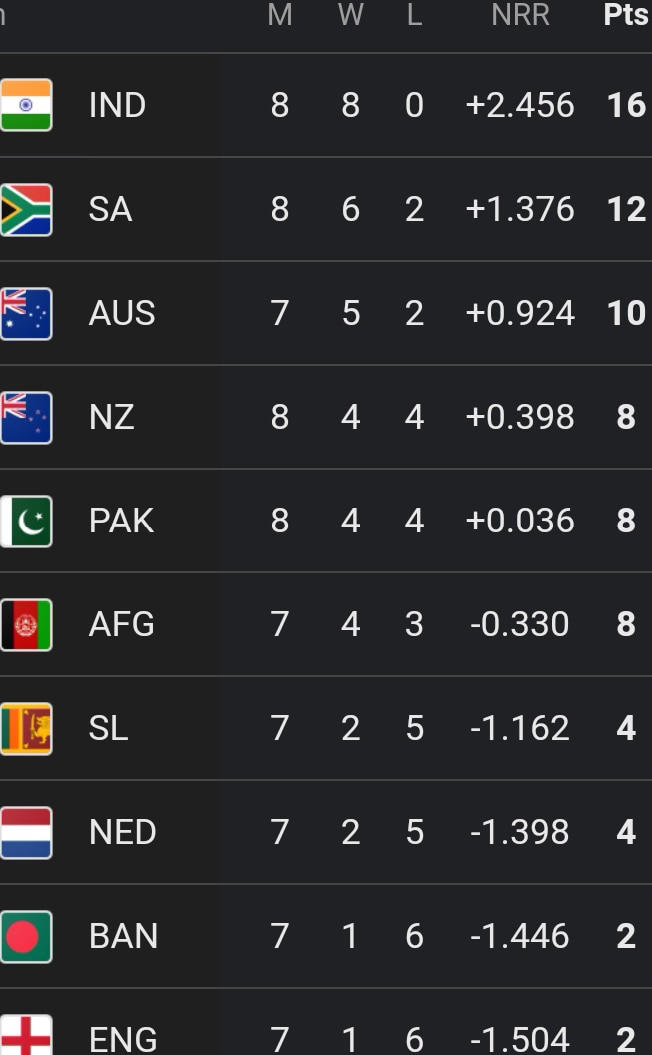 n M W L NRR Pts
IND 8 8 0 +2.456 16
SA 8 6 2 +1.376 12
AUS 7 5 2 +0.924 10
NZ 8 4 4 +0.398 8
PAK 8 4 4 +0.036 8
AFG 7 4 3 -0.330 8
SL 7 2 5 -1.162 4
NED 7 2 5 -1.398 4
BAN 7 1 6 -1.446 2
ENG 7 1 6 -1.504 2